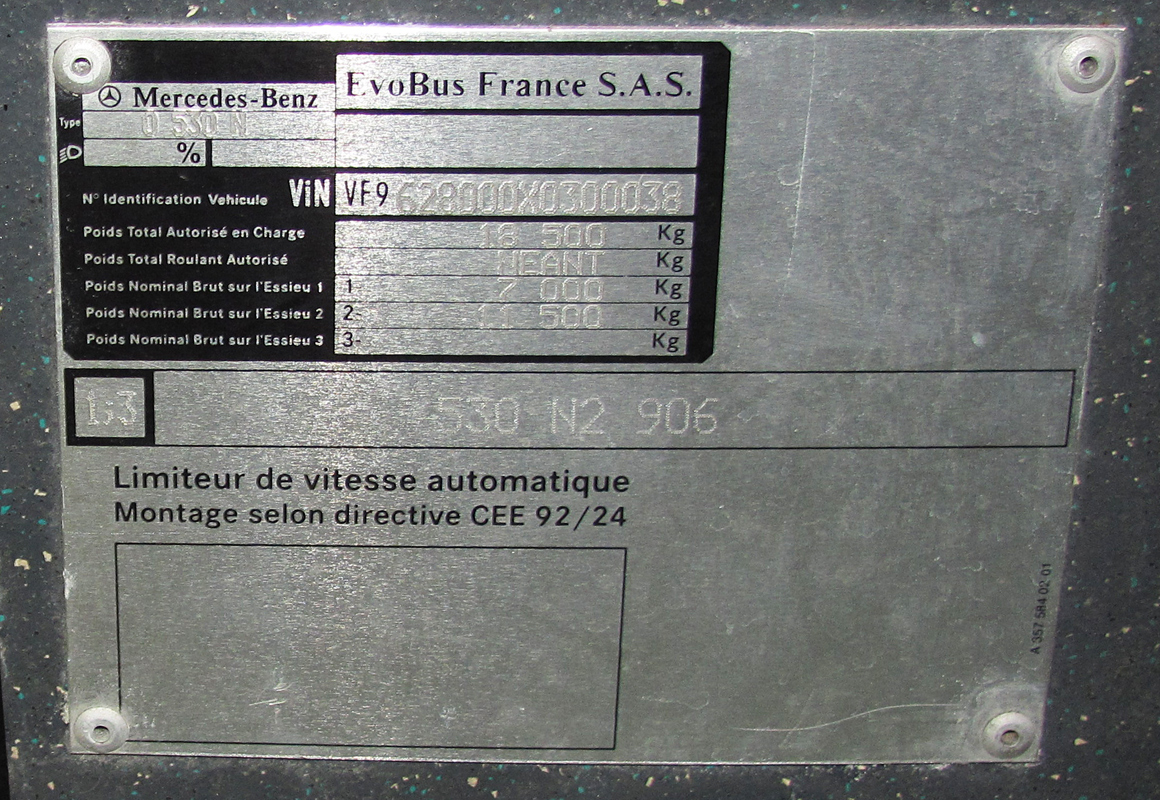 EvoBus France S.A.S.
Mercedes-Benz
Type O 530 N
%
N° Identification Vehicule ViN VF9 628000X0300038
Poids Total Autorisé en Charge 18 500 Kg
Poids Total Roulant Autorisé NEANT Kg
Poids Nominal Brut sur l'Essieu 1 1- 7 000 Kg
Poids Nominal Brut sur l'Essieu 2 2- 11 500 Kg
Poids Nominal Brut sur l'Essieu 3 3- Kg
1:3 530 N2 906
Limiteur de vitesse automatique
Montage selon directive CEE 92/24
A 357 584 02 01